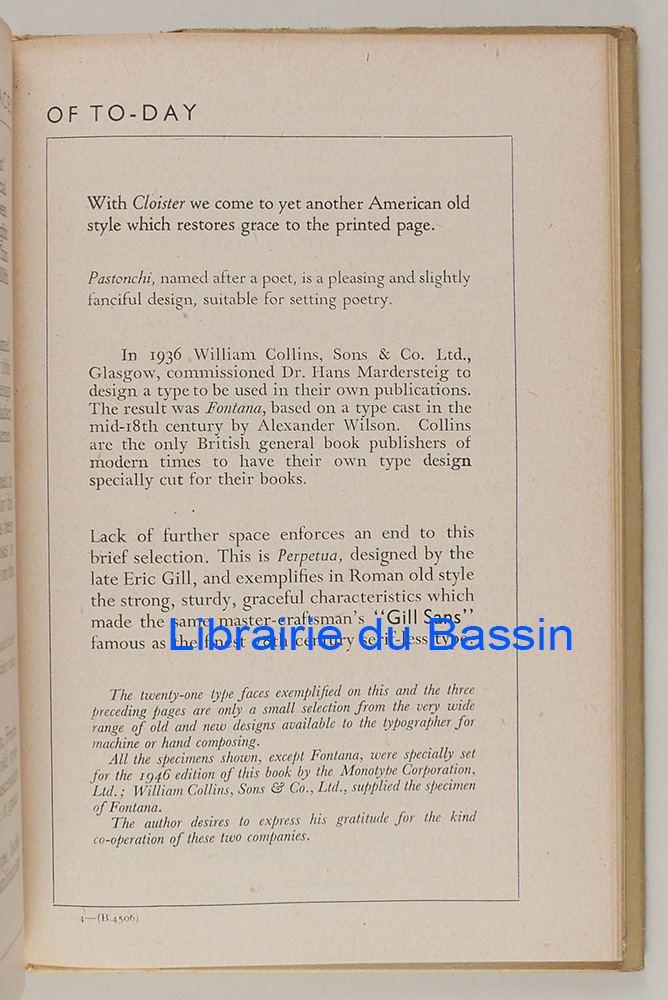 OF TO-DAY
With Cloister we come to yet another American old
style which restores grace to the printed page.
Pastonchi, named after a poet, is a pleasing and slightly
fanciful design, suitable for setting poetry.
In 1936 William Collins, Sons & Co. Ltd.,
Glasgow, commissioned Dr. Hans Mardersteig to
design a type to be used in their own publications.
The result was Fontana, based on a type cast in the
mid-18th century by Alexander Wilson. Collins
are the only British general book publishers of
modern times to have their own type design
specially cut for their books.
Lack of further space enforces an end to this
brief selection. This is Perpetua, designed by the
late Eric Gill, and exemplifies in Roman old style
the strong, sturdy, graceful characteristics which
made the same master-craftsman's "Gill Sans"
famous as the finest 20th century serif-less type.
Librairie du Bassin
The twenty-one type faces exemplified on this and the three
preceding pages are only a small selection from the very wide
range of old and new designs available to the typographer for
machine or hand composing.
All the specimens shown, except Fontana, were specially set
for the 1946 edition of this book by the Monotype Corporation,
Ltd.; William Collins, Sons & Co., Ltd., supplied the specimen
of Fontana.
The author desires to express his gratitude for the kind
co-operation of these two companies.
4—(B.4506)